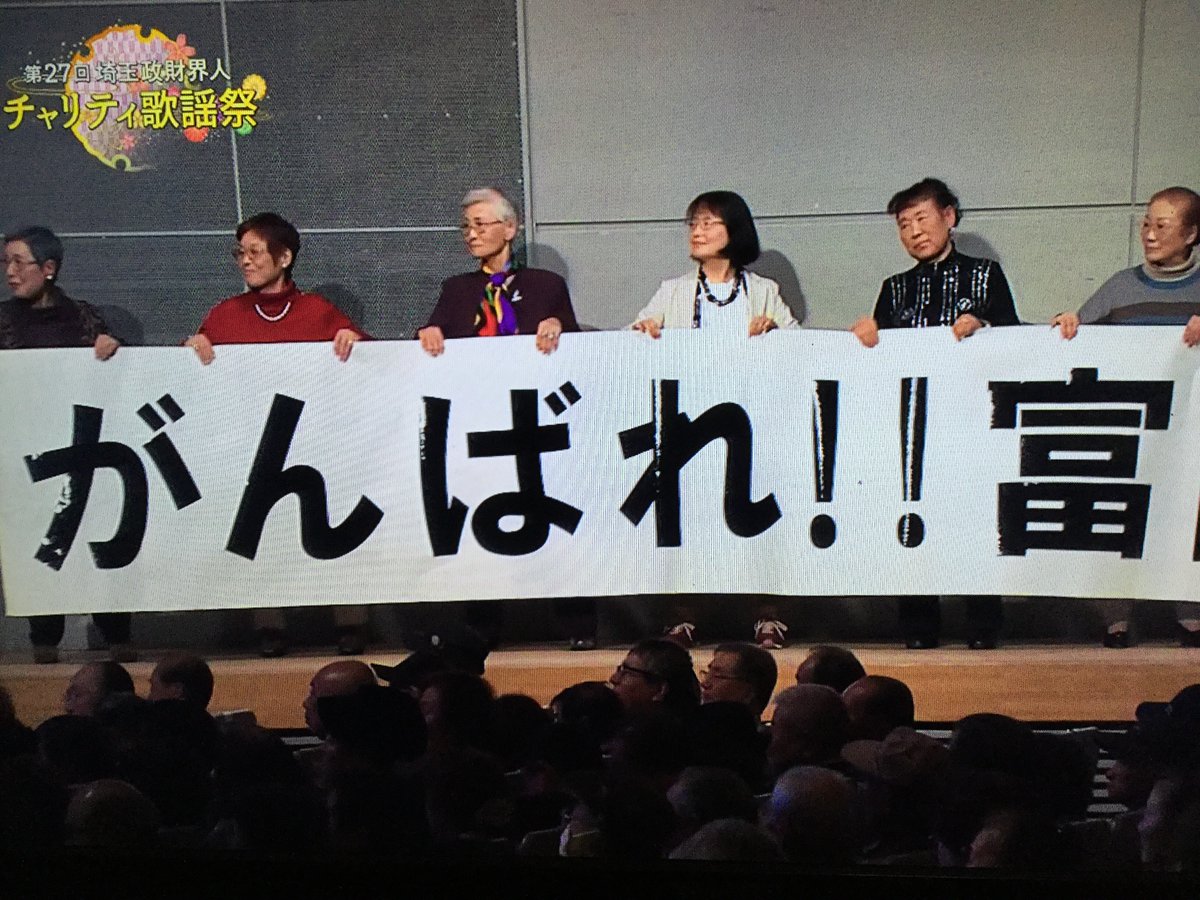 第27回 埼玉政財界人
チャリティ歌謡祭
がんばれ!!富